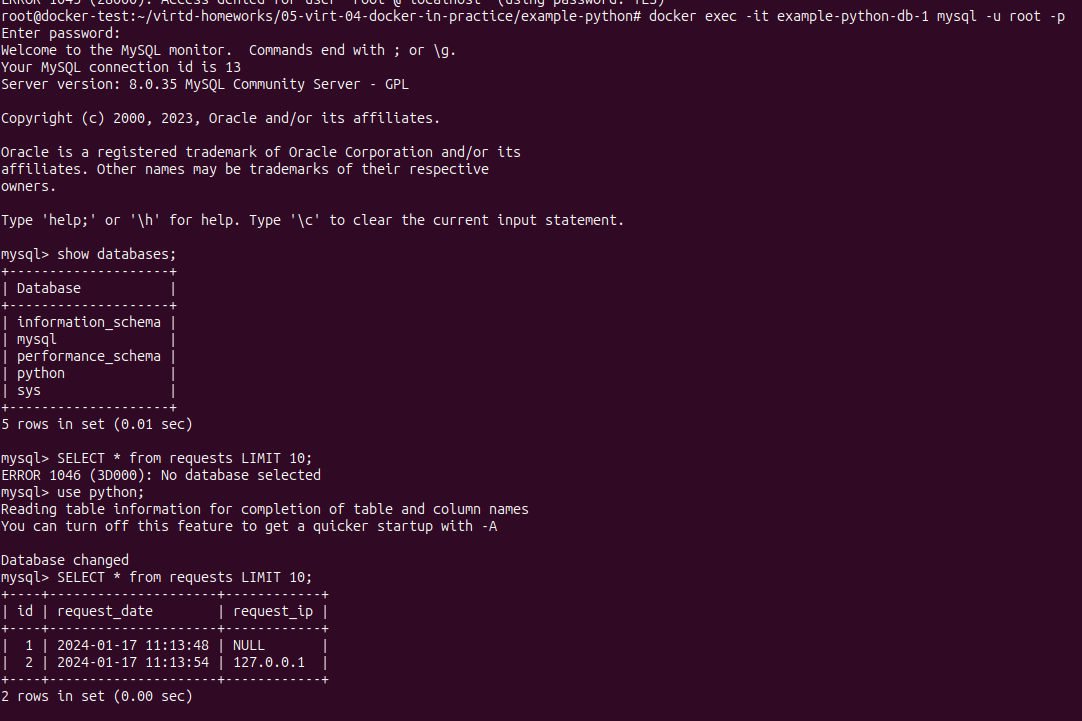 ERROR 1045 (28000): Access denied for user 'root'@'localhost' (using password: YES)
root@docker-test:~/virtd-homeworks/05-virt-04-docker-in-practice/example-python# docker exec -it example-python-db-1 mysql -u root -p
Enter password:
Welcome to the MySQL monitor.  Commands end with ; or \g.
Your MySQL connection id is 13
Server version: 8.0.35 MySQL Community Server - GPL

Copyright (c) 2000, 2023, Oracle and/or its affiliates.

Oracle is a registered trademark of Oracle Corporation and/or its
affiliates. Other names may be trademarks of their respective
owners.

Type 'help;' or '\h' for help. Type '\c' to clear the current input statement.

mysql> show databases;
+--------------------+
| Database           |
+--------------------+
| information_schema |
| mysql              |
| performance_schema |
| python             |
| sys                |
+--------------------+
5 rows in set (0.01 sec)

mysql> SELECT * from requests LIMIT 10;
ERROR 1046 (3D000): No database selected
mysql> use python;
Reading table information for completion of table and column names
You can turn off this feature to get a quicker startup with -A

Database changed
mysql> SELECT * from requests LIMIT 10;
+----+---------------------+------------+
| id | request_date        | request_ip |
+----+---------------------+------------+
|  1 | 2024-01-17 11:13:48 | NULL       |
|  2 | 2024-01-17 11:13:54 | 127.0.0.1  |
+----+---------------------+------------+
2 rows in set (0.00 sec)